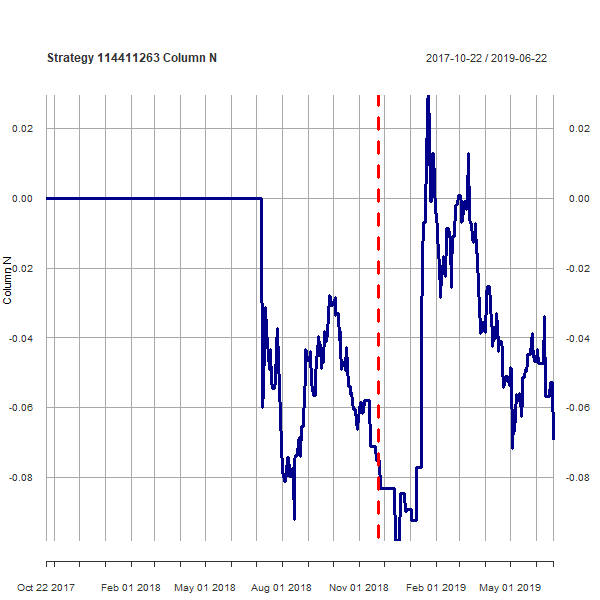 Strategy 114411263 Column N
2017-10-22 / 2019-06-22
0.02
0.02
0.00
0.00
-0.02
-0.02
Column N
-0.04
-0.04
-0.06
-0.06
-0.08
-0.08
Oct 22 2017
Feb 01 2018
May 01 2018
Aug 01 2018
Nov 01 2018
Feb 01 2019
May 01 2019